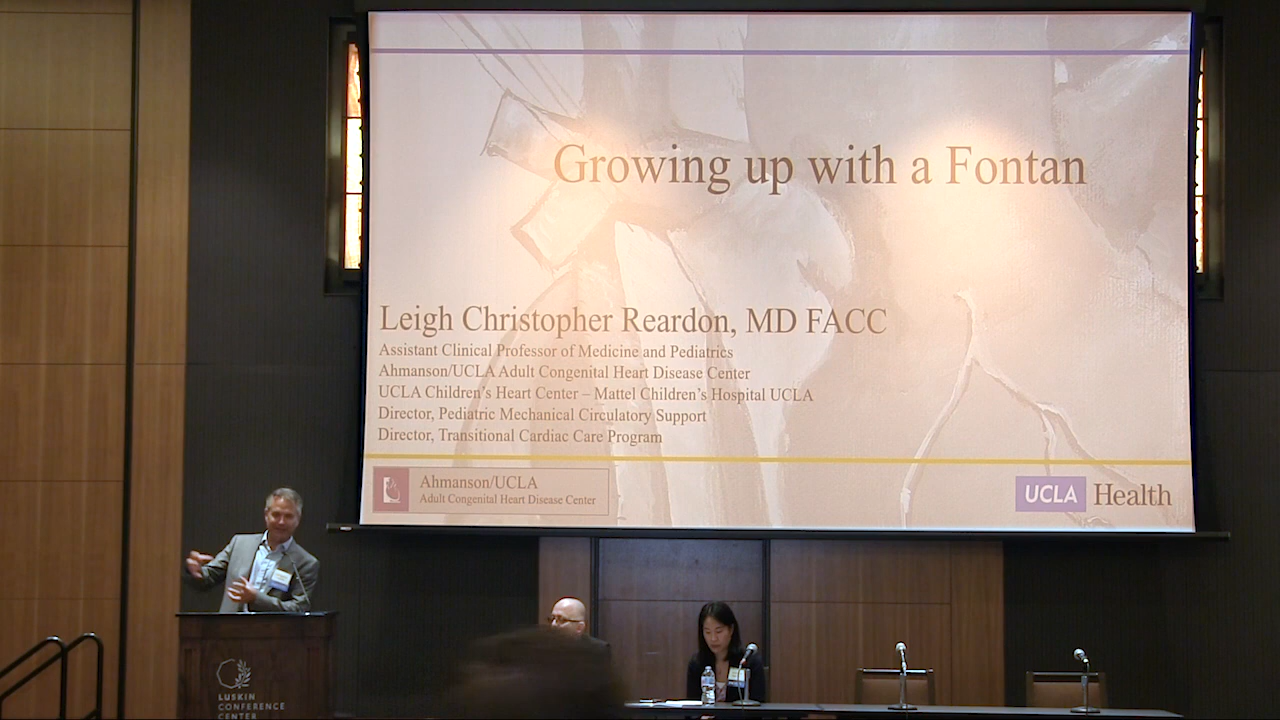 Growing up with a Fontan
Leigh Christopher Reardon, MD FACC
Assistant Clinical Professor of Medicine and Pediatrics
Ahmanson/UCLA Adult Congenital Heart Disease Center
UCLA Children's Heart Center – Mattel Children's Hospital UCLA
Director, Pediatric Mechanical Circulatory Support
Director, Transitional Cardiac Care Program
Ahmanson/UCLA
Adult Congenital Heart Disease Center
UCLA Health
LUSKIN
CONFERENCE
CENTER